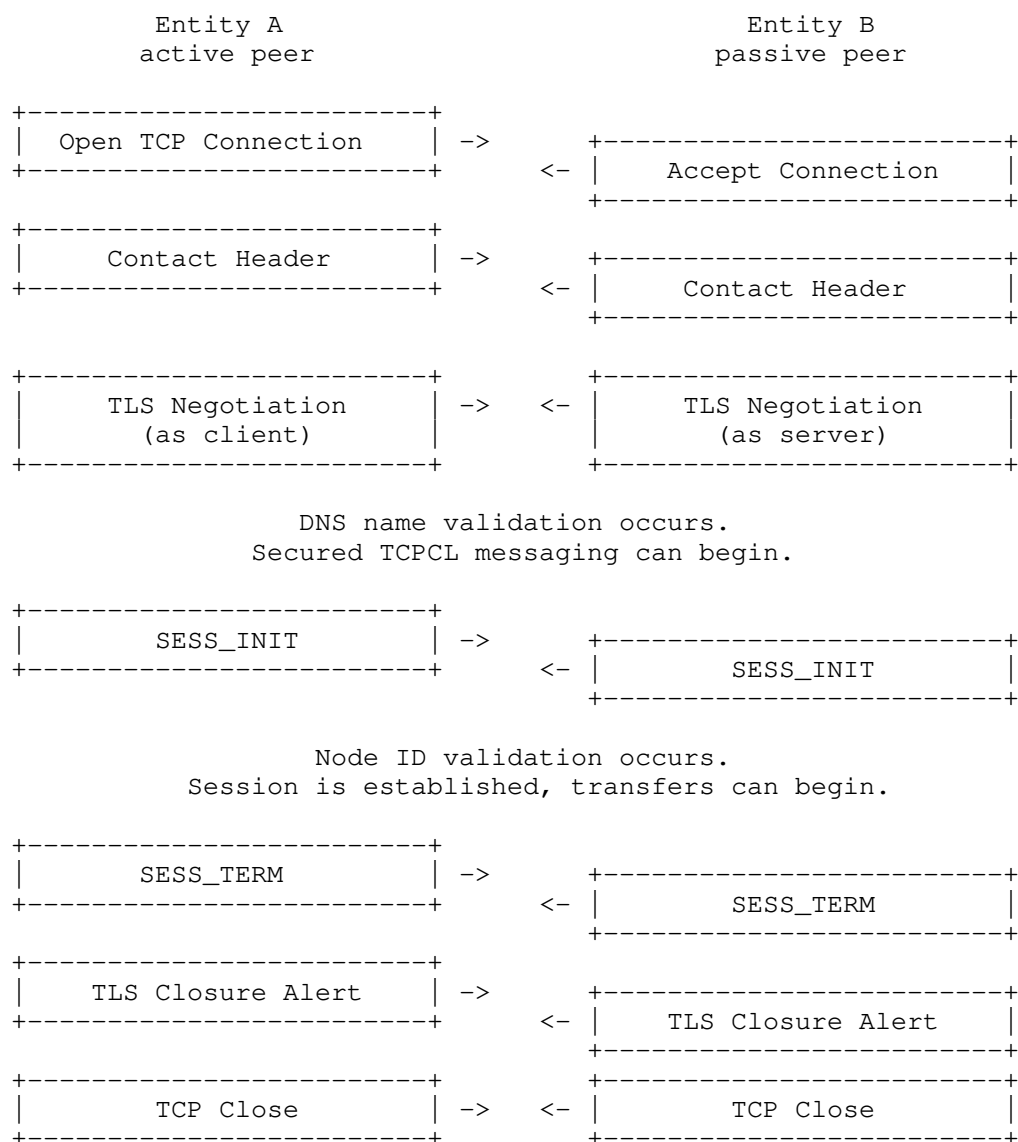 Entity A                             Entity B
active peer                         passive peer

+-------------------------+
|  Open TCP Connection    | ->      +-------------------------+
+-------------------------+      <- |    Accept Connection    |
                                    +-------------------------+
+-------------------------+
|     Contact Header      | ->      +-------------------------+
+-------------------------+      <- |     Contact Header      |
                                    +-------------------------+

+-------------------------+         +-------------------------+
|     TLS Negotiation     | ->   <- |     TLS Negotiation     |
|       (as client)       |         |       (as server)       |
+-------------------------+         +-------------------------+

DNS name validation occurs.
Secured TCPCL messaging can begin.

+-------------------------+
|        SESS_INIT        | ->      +-------------------------+
+-------------------------+      <- |        SESS_INIT        |
                                    +-------------------------+

Node ID validation occurs.
Session is established, transfers can begin.

+-------------------------+
|       SESS_TERM         | ->      +-------------------------+
+-------------------------+      <- |        SESS_TERM        |
                                    +-------------------------+
+-------------------------+
|    TLS Closure Alert    | ->      +-------------------------+
+-------------------------+      <- |    TLS Closure Alert    |
                                    +-------------------------+
+-------------------------+         +-------------------------+
|        TCP Close        | ->   <- |        TCP Close        |
+-------------------------+         +-------------------------+